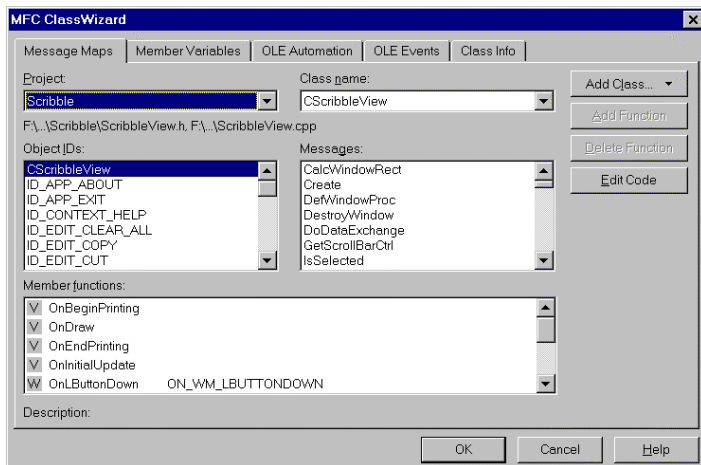 MFC ClassWizard
Message Maps Member Variables OLE Automation OLE Events Class Info
Project: Class name:
Scribble CScribbleView
Add Class...
F:\...\Scribble\ScribbleView.h, F:\...\ScribbleView.cpp
Add Function
Object IDs: Messages:
Delete Function
CScribbleView CalcWindowRect
ID_APP_ABOUT Create
Edit Code
ID_APP_EXIT DefWindowProc
ID_CONTEXT_HELP DestroyWindow
ID_EDIT_CLEAR_ALL DoDataExchange
ID_EDIT_COPY GetScrollBarCtrl
ID_EDIT_CUT IsSelected
Member functions:
V OnBeginPrinting
V OnDraw
V OnEndPrinting
V OnInitialUpdate
W OnLButtonDown ON_WM_LBUTTONDOWN
Description:
OK Cancel Help